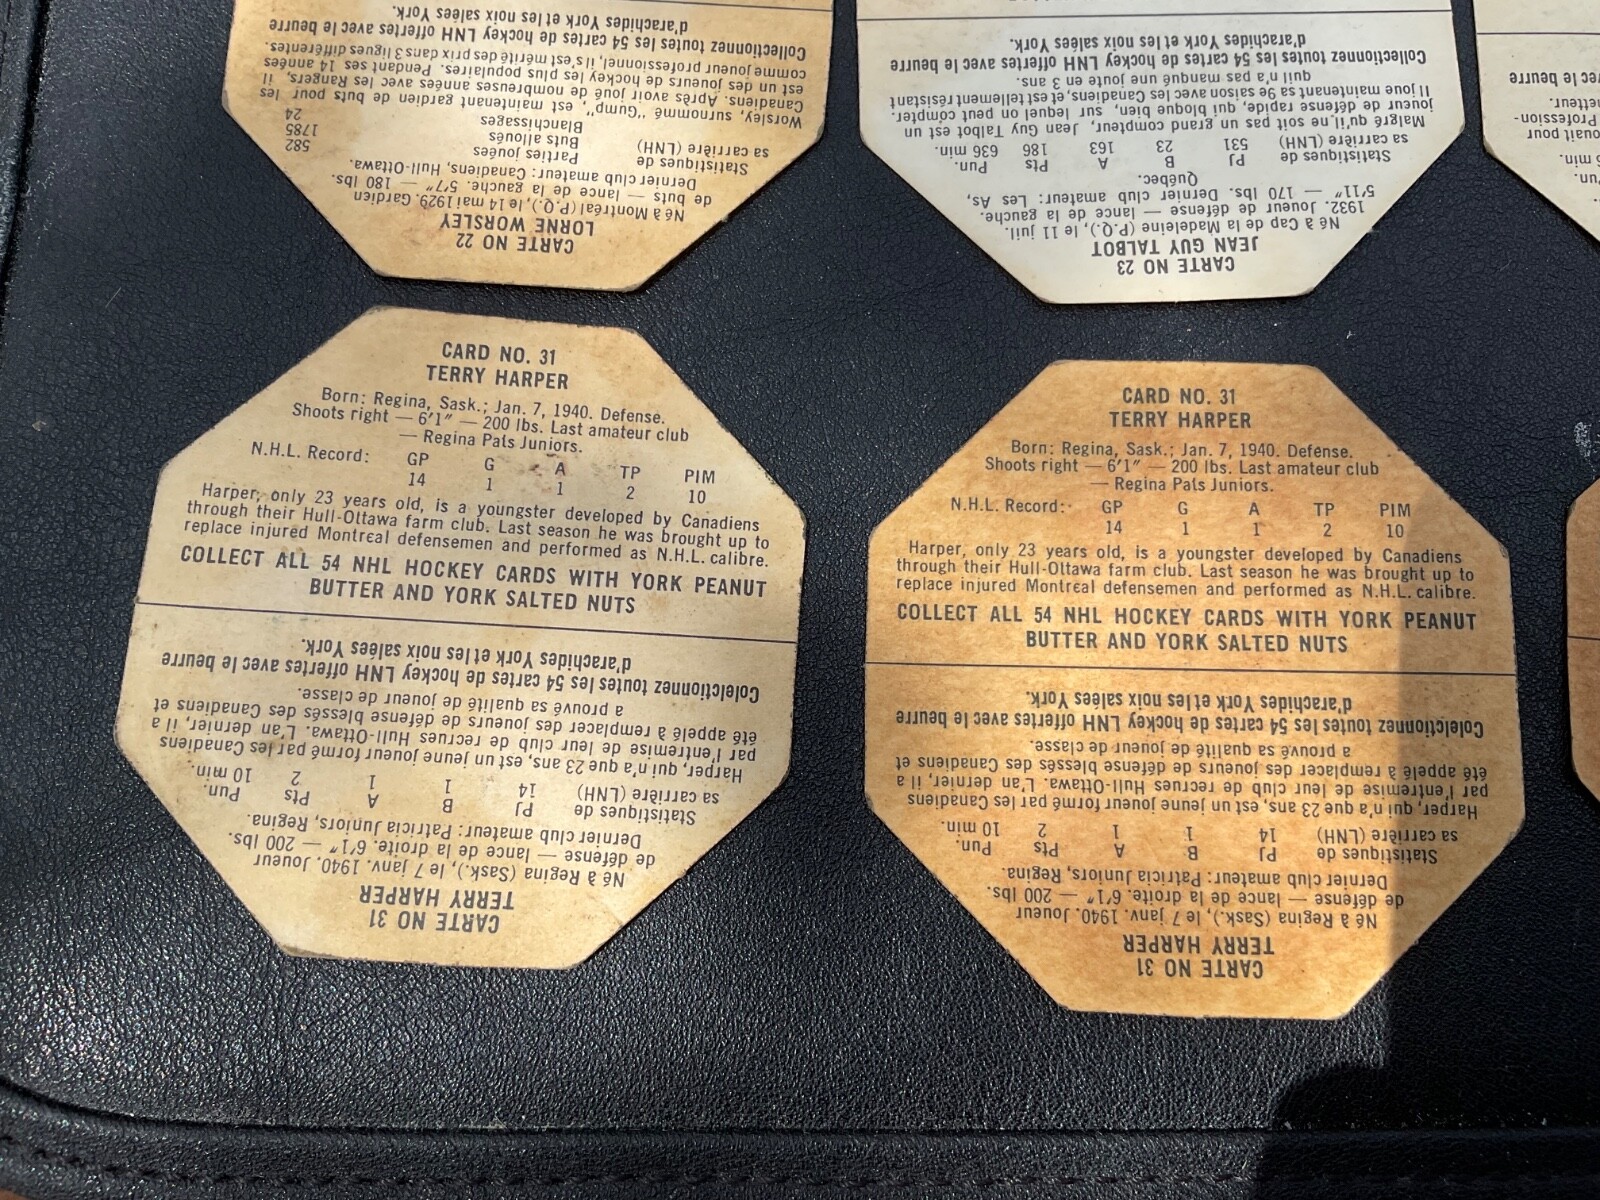 CARTE NO 22
LORNE WORSLEY
Né à Montréal (P.Q.), le 14 mai 1929. Gardien
de buts — lance de la gauche. 5'7" — 180 lbs.
Dernier club amateur: Canadiens, Hull-Ottawa.
Statistiques de Parties jouées 582
sa carrière (LNH) Buts alloués 1785
Blanchissages 24
Worsley, surnommé "Gump", est maintenant gardien de buts pour les
Canadiens. Après avoir joué de nombreuses années avec les Rangers, il
est un des joueurs de hockey les plus populaires. Pendant ses 14 années
comme joueur professionnel, il s'est mérité des prix dans 3 ligues différentes.
Collectionnez toutes les 54 cartes de hockey LNH offertes avec le beurre
d'arachides York et les noix salées York.
CARTE NO 23
JEAN GUY TALBOT
Né à Cap de la Madeleine (P.Q.), le 11 juil.
1932. Joueur de défense — lance de la gauche.
5'11" — 170 lbs. Dernier club amateur: Les As,
Québec.
Statistiques de PJ B A Pts Pun.
sa carrière (LNH) 531 23 163 186 636 min.
Malgré qu'il ne soit pas un grand compteur, Jean Guy Talbot est un
joueur de défense rapide, qui bloque bien, sur lequel on peut compter.
Il joue maintenant sa 9e saison avec les Canadiens, et est tellement résistant
qu'il n'a pas manqué une joute en 3 ans.
Collectionnez toutes les 54 cartes de hockey LNH offertes avec le beurre
d'arachides York et les noix salées York.
Pun.
min.
ouait pour
Profession-
metteur.
avec le beurre
CARD NO. 31
TERRY HARPER
Born: Regina, Sask.; Jan. 7, 1940. Defense.
Shoots right — 6'1" — 200 lbs. Last amateur club
— Regina Pats Juniors.
N.H.L. Record: GP G A TP PIM
14 1 1 2 10
Harper, only 23 years old, is a youngster developed by Canadiens
through their Hull-Ottawa farm club. Last season he was brought up to
replace injured Montreal defensemen and performed as N.H.L. calibre.
COLLECT ALL 54 NHL HOCKEY CARDS WITH YORK PEANUT
BUTTER AND YORK SALTED NUTS
CARTE NO 31
TERRY HARPER
Né à Regina (Sask.), le 7 janv. 1940. Joueur
de défense — lance de la droite. 6'1" — 200 lbs.
Dernier club amateur: Patricia Juniors, Regina.
Statistiques de PJ B A Pts Pun.
sa carrière (LNH) 14 1 1 2 10 min.
Harper, qui n'a que 23 ans, est un jeune joueur formé par les Canadiens
par l'entremise de leur club de recrues Hull-Ottawa. L'an dernier, il a
été appelé à remplacer des joueurs de défense blessés des Canadiens et
a prouvé sa qualité de joueur de classe.
Colelctionnez toutes les 54 cartes de hockey LNH offertes avec le beurre
d'arachides York et les noix salées York.
CARD NO. 31
TERRY HARPER
Born: Regina, Sask.; Jan. 7, 1940. Defense.
Shoots right — 6'1" — 200 lbs. Last amateur club
— Regina Pats Juniors.
N.H.L. Record: GP G A TP PIM
14 1 1 2 10
Harper, only 23 years old, is a youngster developed by Canadiens
through their Hull-Ottawa farm club. Last season he was brought up to
replace injured Montreal defensemen and performed as N.H.L. calibre.
COLLECT ALL 54 NHL HOCKEY CARDS WITH YORK PEANUT
BUTTER AND YORK SALTED NUTS
CARTE NO 31
TERRY HARPER
Né à Regina (Sask.), le 7 janv. 1940. Joueur
de défense — lance de la droite. 6'1" — 200 lbs.
Dernier club amateur: Patricia Juniors, Regina.
Statistiques de PJ B A Pts Pun.
sa carrière (LNH) 14 1 1 2 10 min.
Harper, qui n'a que 23 ans, est un jeune joueur formé par les Canadiens
par l'entremise de leur club de recrues Hull-Ottawa. L'an dernier, il a
été appelé à remplacer des joueurs de défense blessés des Canadiens et
a prouvé sa qualité de joueur de classe.
Colelctionnez toutes les 54 cartes de hockey LNH offertes avec le beurre
d'arachides York et les noix salées York.